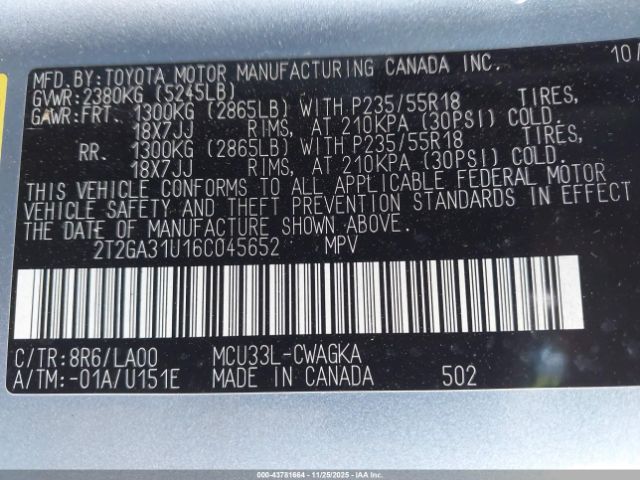 MFD.BY:TOYOTA MOTOR MANUFACTURING CANADA INC. 10/
GVWR:2380KG (5245LB)
GAWR:FRT. 1300KG (2865LB) WITH P235/55R18 TIRES,
18X7JJ RIMS, AT 210KPA (30PSI) COLD.
RR. 1300KG (2865LB) WITH P235/55R18 TIRES,
18X7JJ RIMS, AT 210KPA (30PSI) COLD.
THIS VEHICLE CONFORMS TO ALL APPLICABLE FEDERAL MOTOR
VEHICLE SAFETY AND THEFT PREVENTION STANDARDS IN EFFECT
THE DATE OF MANUFACTURE SHOWN ABOVE.
2T2GA31U16C045652 MPV
C/TR:8R6/LA00 MCU33L-CWAGKA
A/TM:-01A/U151E MADE IN CANADA 502
000-43781664 - 11/25/2025 - IAAI.CA